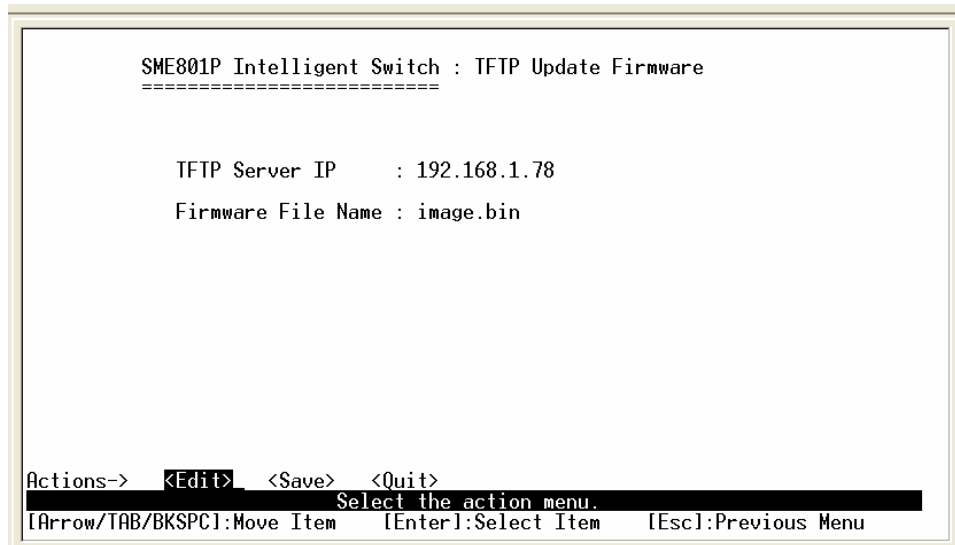 SME801P Intelligent Switch : TFTP Update Firmware
==========================
TFTP Server IP : 192.168.1.78
Firmware File Name : image.bin
Actions-> <Edit>_ <Save> <Quit>
Select the action menu.
[Arrow/TAB/BKSPC]:Move Item [Enter]:Select Item [Esc]:Previous Menu